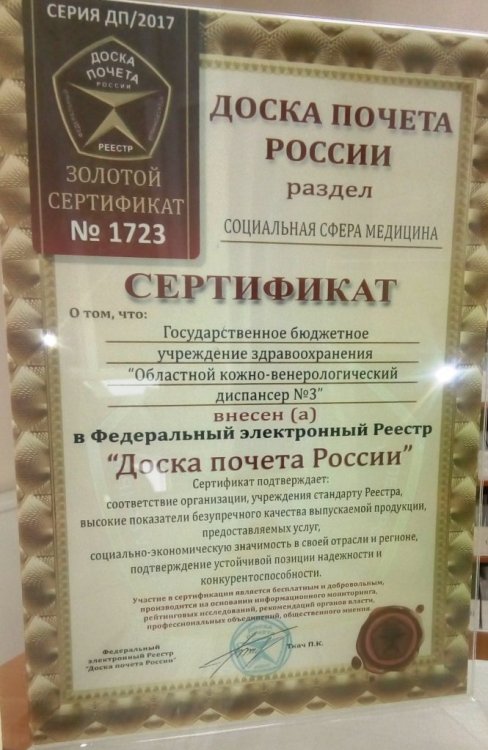 СЕРИЯ ДП/2017
ДОСКА
ПОЧЕТА
РОССИИ
РЕЕСТР
ЗОЛОТОЙ
СЕРТИФИКАТ
№ 1723
ДОСКА ПОЧЕТА
РОССИИ
раздел
СОЦИАЛЬНАЯ СФЕРА МЕДИЦИНА
СЕРТИФИКАТ
О том, что:
Государственное бюджетное
учреждение здравоохранения
"Областной кожно-венерологический
диспансер №3"
внесен (а)
в Федеральный электронный Реестр
"Доска почета России"
Сертификат подтверждает:
соответствие организации, учреждения стандарту Реестра,
высокие показатели безупречного качества выпускаемой продукции,
предоставляемых услуг,
социально-экономическую значимость в своей отрасли и регионе,
подтверждение устойчивой позиции надежности и
конкурентоспособности.
Участие в сертификации является бесплатным и добровольным,
производится на основании информационного мониторинга,
рейтинговых исследований, рекомендаций органов власти,
профессиональных объединений, общественного мнения
Федеральный
электронный Реестр
"Доска почета России"
Ткач П.К.